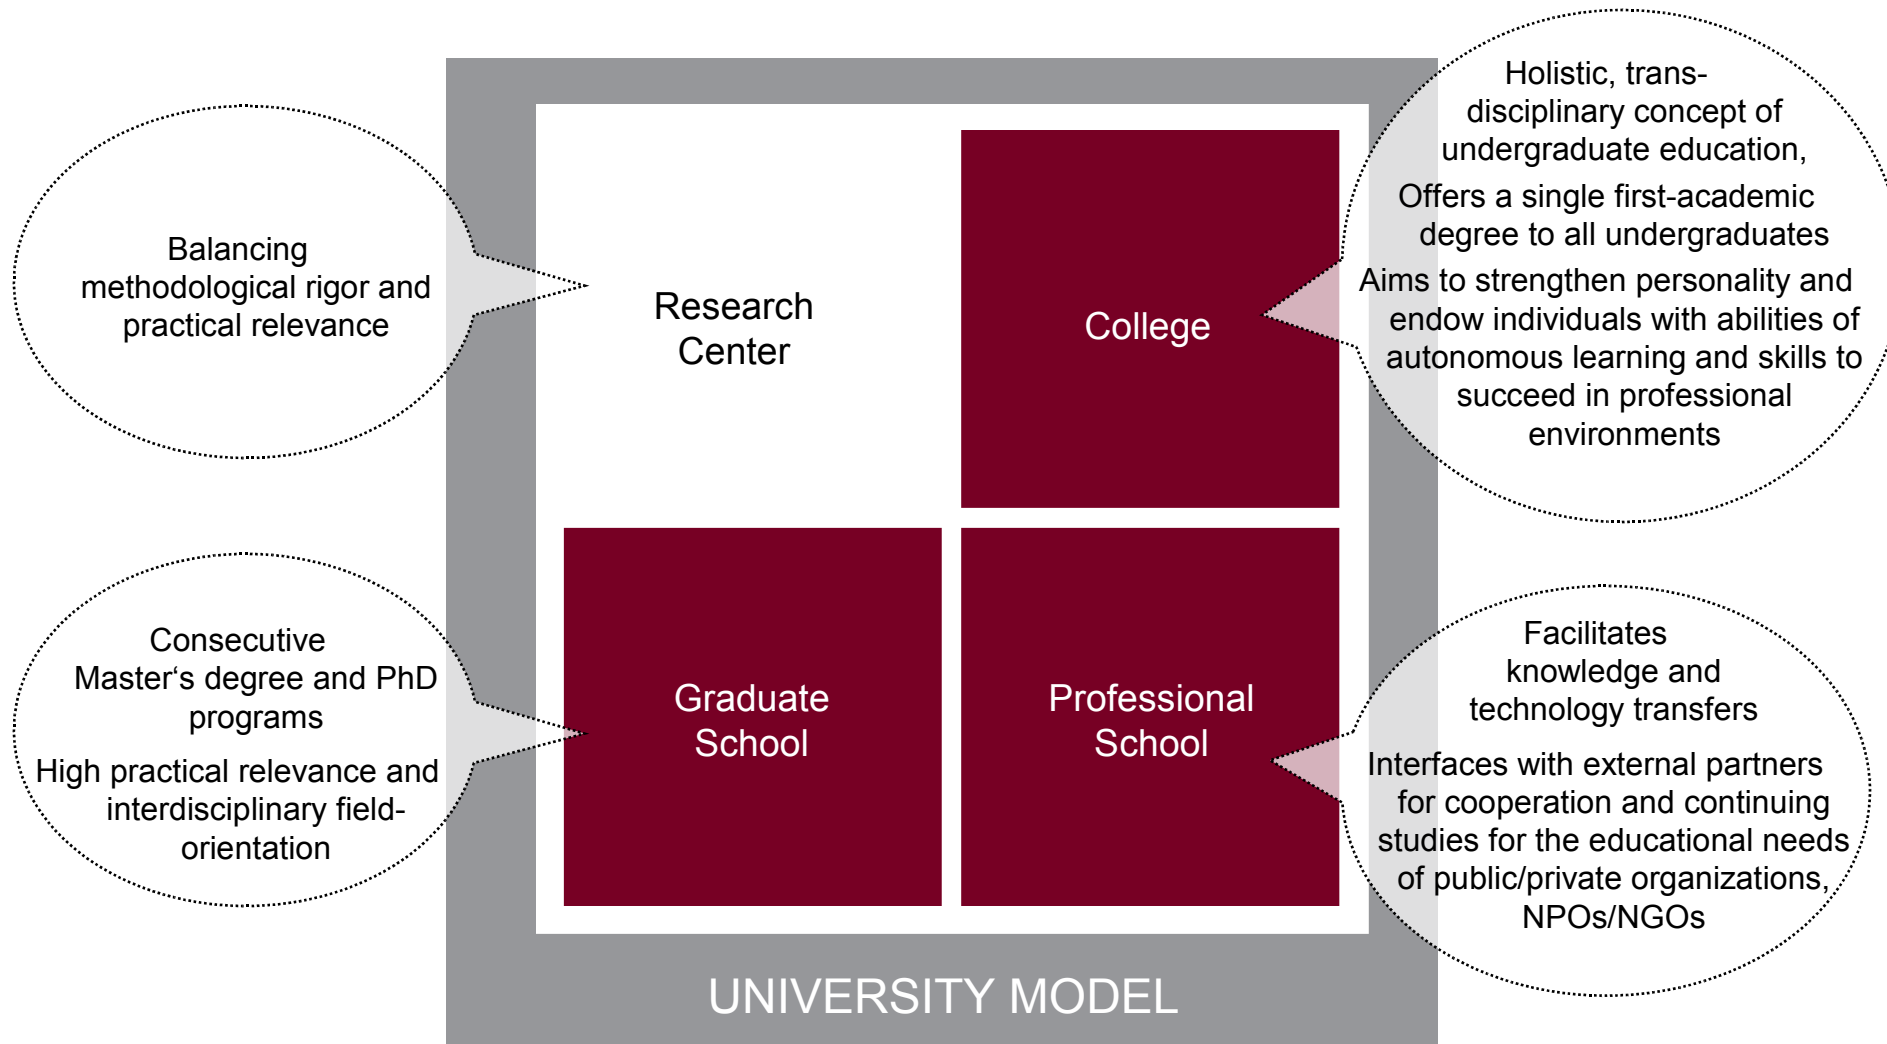 Balancing
methodological rigor and
practical relevance
Research
Center
College
Holistic, trans-
disciplinary concept of
undergraduate education,
Offers a single first-academic
degree to all undergraduates
Aims to strengthen personality and
endow individuals with abilities of
autonomous learning and skills to
succeed in professional
environments
Consecutive
Master‘s degree and PhD
programs
High practical relevance and
interdisciplinary field-
orientation
Graduate
School
Professional
School
Facilitates
knowledge and
technology transfers
Interfaces with external partners
for cooperation and continuing
studies for the educational needs
of public/private organizations,
NPOs/NGOs
UNIVERSITY MODEL